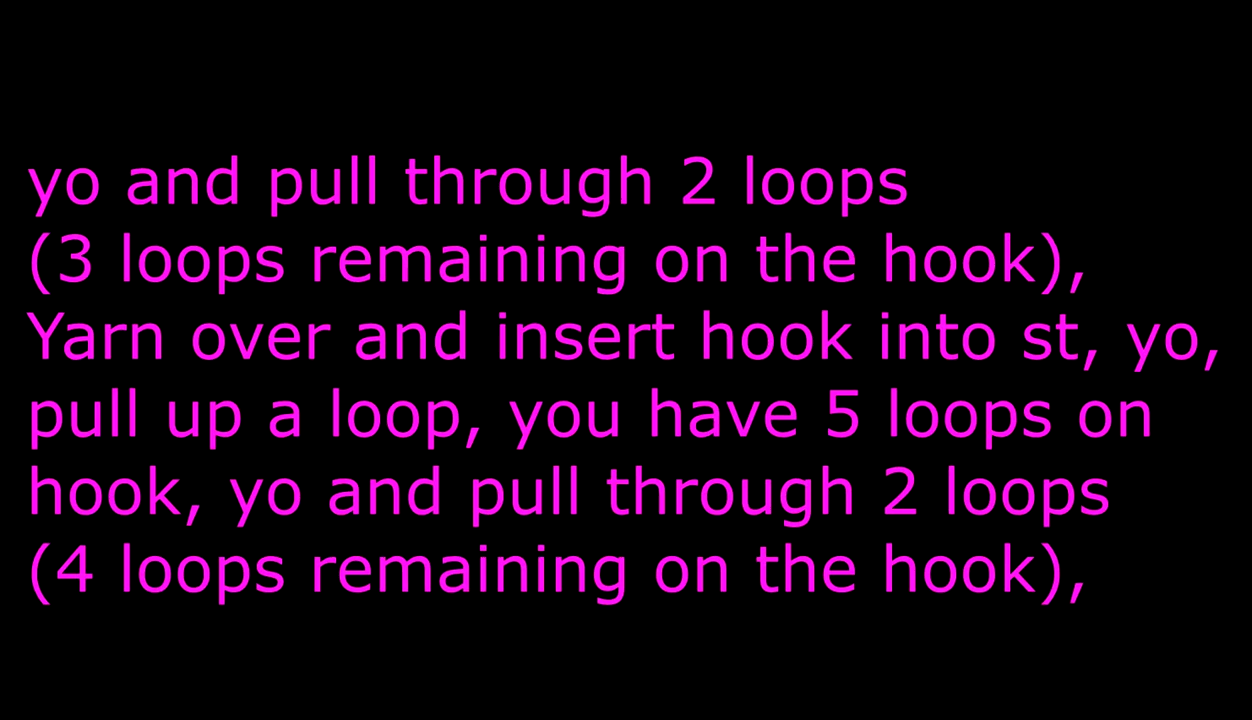 yo and pull through 2 loops
(3 loops remaining on the hook),
Yarn over and insert hook into st, yo,
pull up a loop, you have 5 loops on
hook, yo and pull through 2 loops
(4 loops remaining on the hook),